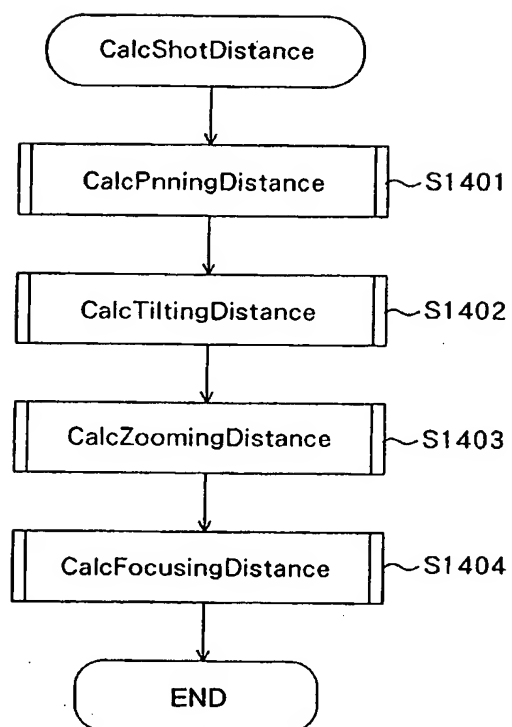 CalcShotDistance
CalcPnningDistance S1401
CalcTiltingDistance S1402
CalcZoomingDistance S1403
CalcFocusingDistance S1404
END